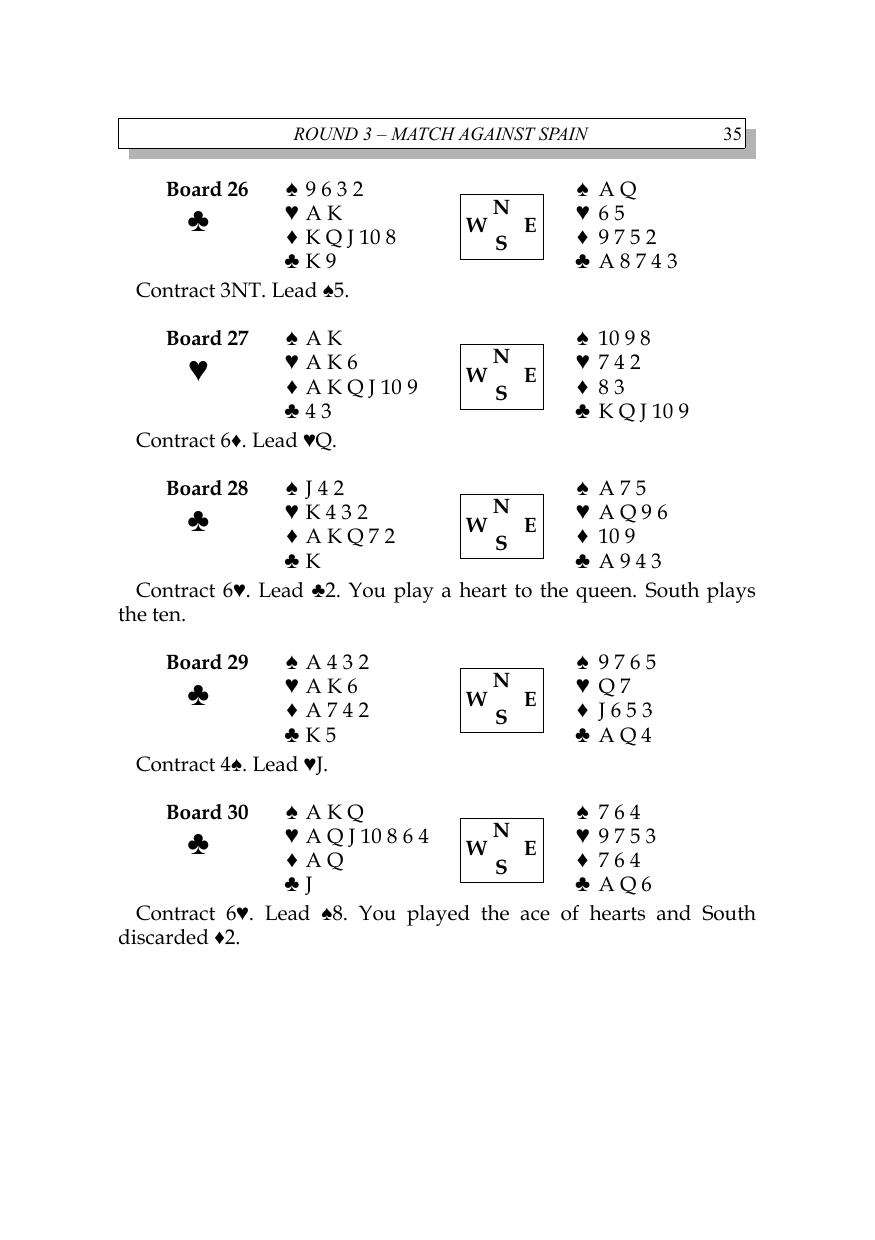 ROUND 3 – MATCH AGAINST SPAIN 35
Board 26 ♠ 9 6 3 2 N ♠ A Q
♣ ♥ A K W E ♥ 6 5
♦ K Q J 10 8 S ♦ 9 7 5 2
♣ K 9 ♣ A 8 7 4 3
Contract 3NT. Lead ♠5.
Board 27 ♠ A K N ♠ 10 9 8
♥ ♥ A K 6 W E ♥ 7 4 2
♦ A K Q J 10 9 S ♦ 8 3
♣ 4 3 ♣ K Q J 10 9
Contract 6♦. Lead ♥Q.
Board 28 ♠ J 4 2 N ♠ A 7 5
♣ ♥ K 4 3 2 W E ♥ A Q 9 6
♦ A K Q 7 2 S ♦ 10 9
♣ K ♣ A 9 4 3
Contract 6♥. Lead ♣2. You play a heart to the queen. South plays
the ten.
Board 29 ♠ A 4 3 2 N ♠ 9 7 6 5
♣ ♥ A K 6 W E ♥ Q 7
♦ A 7 4 2 S ♦ J 6 5 3
♣ K 5 ♣ A Q 4
Contract 4♠. Lead ♥J.
Board 30 ♠ A K Q N ♠ 7 6 4
♣ ♥ A Q J 10 8 6 4 W E ♥ 9 7 5 3
♦ A Q S ♦ 7 6 4
♣ J ♣ A Q 6
Contract 6♥. Lead ♠8. You played the ace of hearts and South
discarded ♦2.